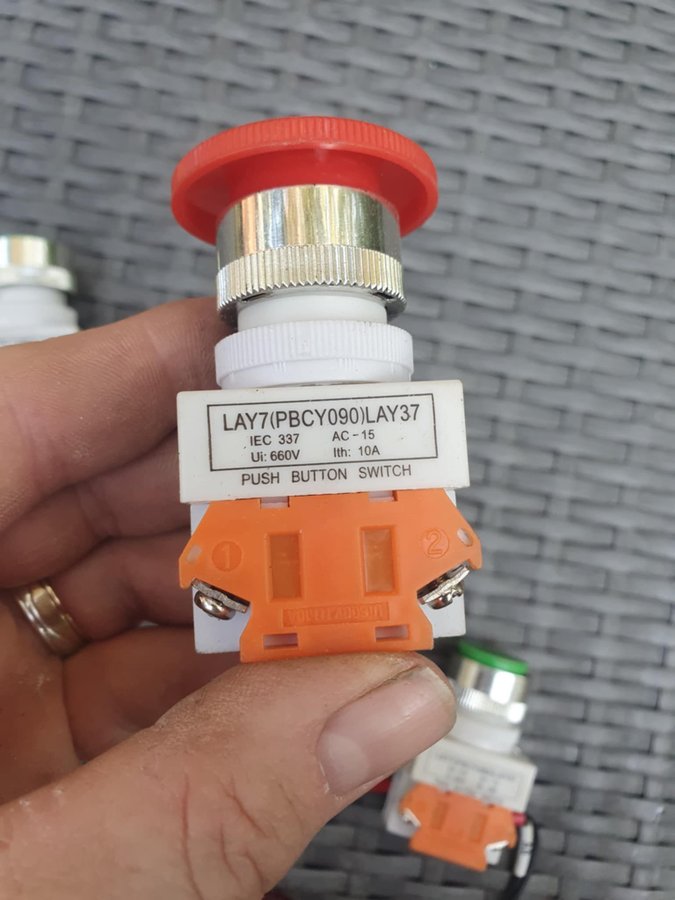 LAY7(PBCY090)LAY37
IEC 337 AC-15
Ui: 660V Ith: 10A
PUSH BUTTON SWITCH
1 2